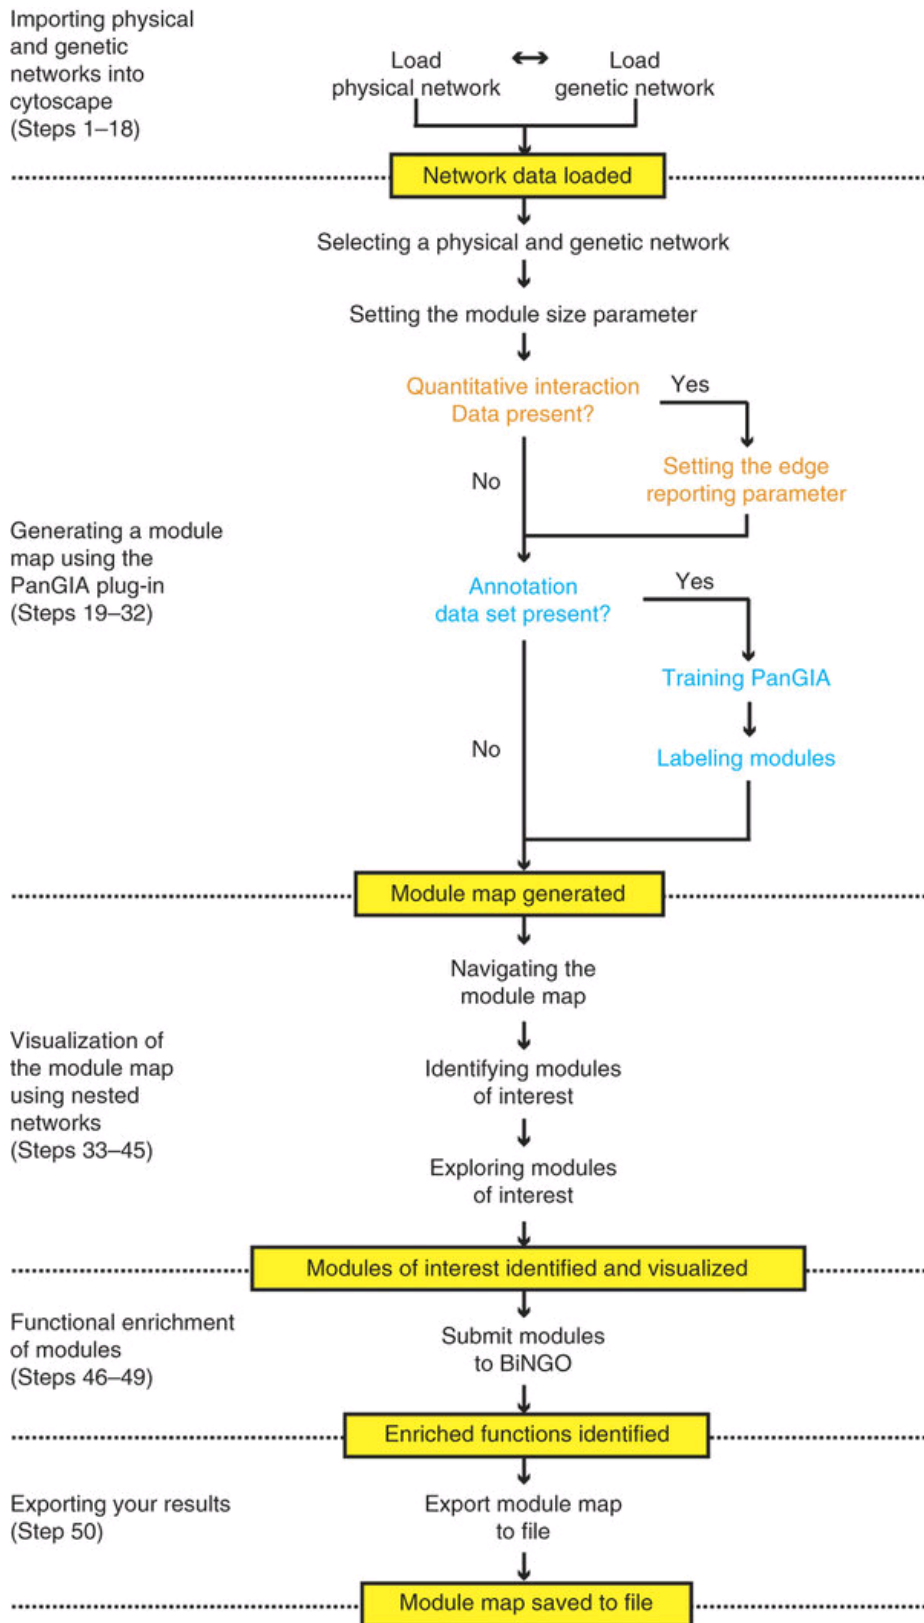 Importing physical
and genetic
networks into
cytoscape
(Steps 1–18)
Load
physical network
Load
genetic network
Network data loaded
Selecting a physical and genetic network
Setting the module size parameter
Quantitative interaction
Data present?
Yes
No
Setting the edge
reporting parameter
Generating a module
map using the
PanGIA plug-in
(Steps 19–32)
Annotation
data set present?
Yes
Training PanGIA
No
Labeling modules
Module map generated
Navigating the
module map
Visualization of
the module map
using nested
networks
(Steps 33–45)
Identifying modules
of interest
Exploring modules
of interest
Modules of interest identified and visualized
Functional enrichment
of modules
(Steps 46–49)
Submit modules
to BiNGO
Enriched functions identified
Exporting your results
(Step 50)
Export module map
to file
Module map saved to file